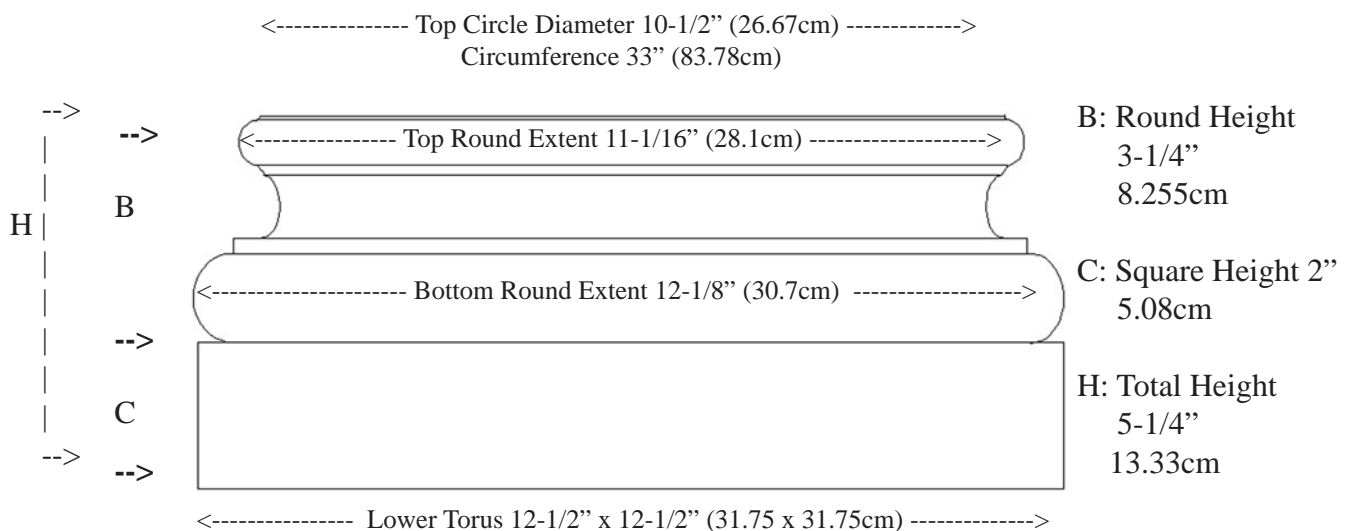 <--------------- Top Circle Diameter 10-1/2” (26.67cm) ------------->
Circumference 33” (83.78cm)
-->
-->
<---------------- Top Round Extent 11-1/16” (28.1cm) ------------------->
B: Round Height
3-1/4”
8.255cm
B
H
<--------------------- Bottom Round Extent 12-1/8” (30.7cm) ------------------>
C: Square Height 2”
5.08cm
-->
H: Total Height
5-1/4”
13.33cm
C
-->
-->
<--------------- Lower Torus 12-1/2” x 12-1/2” (31.75 x 31.75cm) ------------->